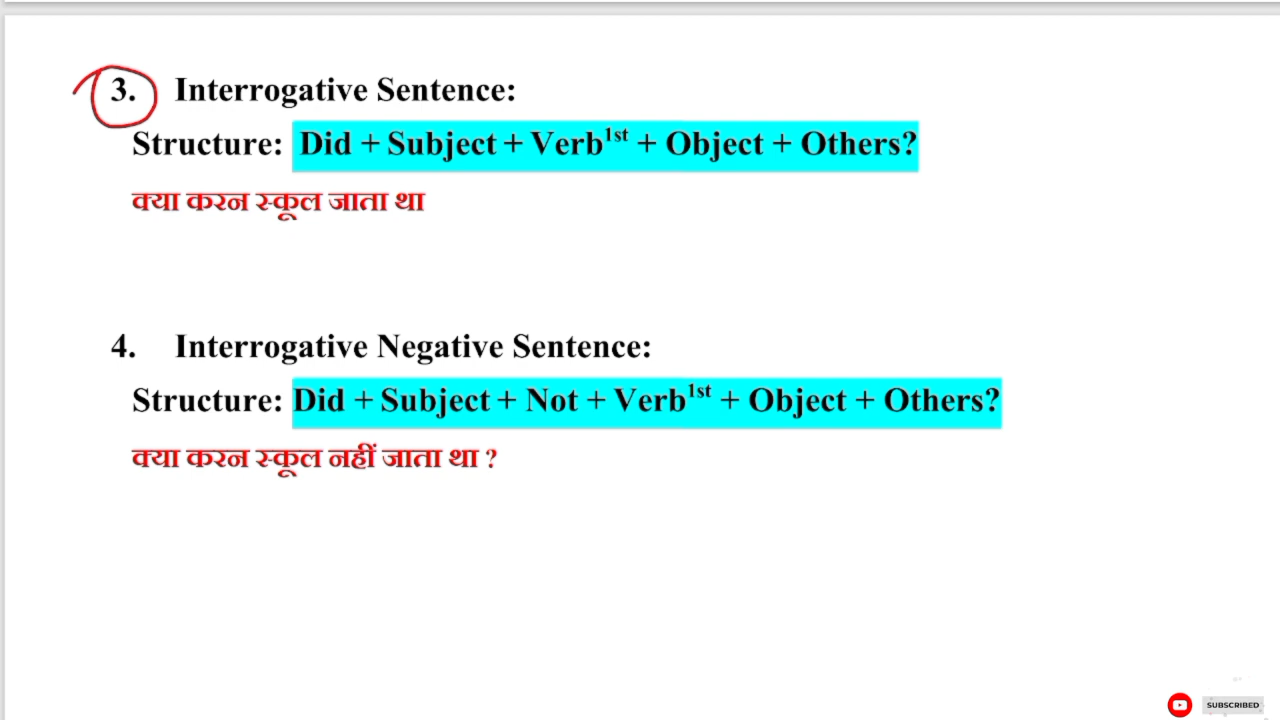 3. Interrogative Sentence:
Structure: Did + Subject + Verb1st + Object + Others?
क्या करन स्कूल जाता था
4. Interrogative Negative Sentence:
Structure: Did + Subject + Not + Verb1st + Object + Others?
क्या करन स्कूल नहीं जाता था ?
SUBSCRIBED